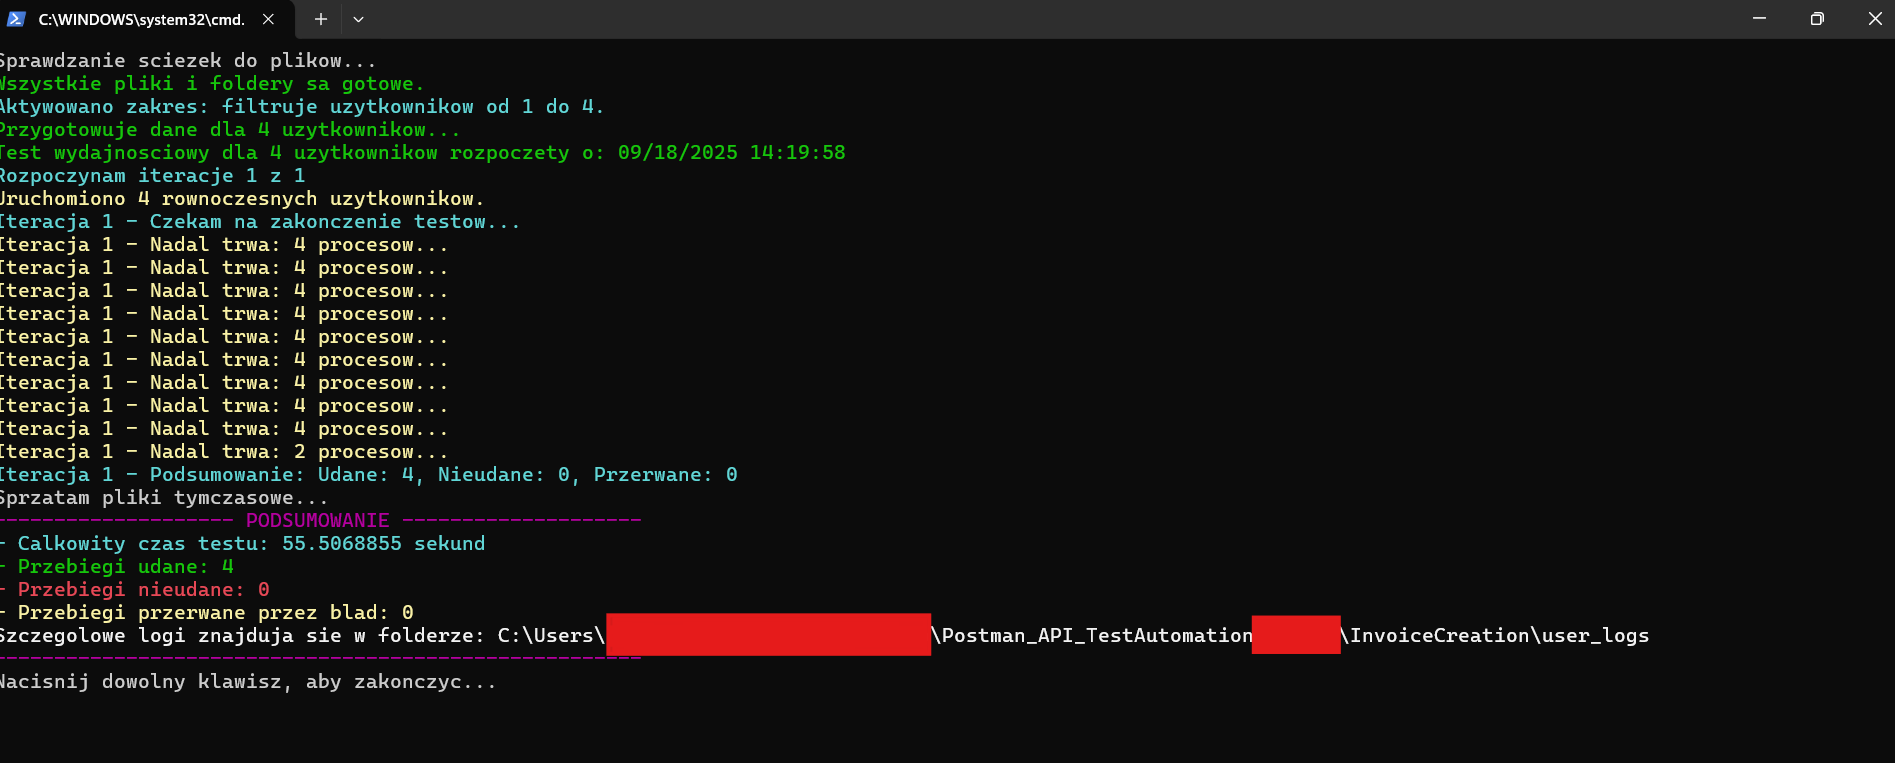 C:\WINDOWS\system32\cmd.
Sprawdzanie sciezek do plikow...
Wszystkie pliki i foldery sa gotowe.
Aktywowano zakres: filtruje uzytkownikow od 1 do 4.
Przygotowuje dane dla 4 uzytkownikow...
Test wydajnosciowy dla 4 uzytkownikow rozpoczety o: 09/18/2025 14:19:58
Rozpoczynam iteracje 1 z 1
Uruchomiono 4 rownoczesnych uzytkownikow.
Iteracja 1 - Czekam na zakonczenie testow...
Iteracja 1 - Nadal trwa: 4 procesow...
Iteracja 1 - Nadal trwa: 4 procesow...
Iteracja 1 - Nadal trwa: 4 procesow...
Iteracja 1 - Nadal trwa: 4 procesow...
Iteracja 1 - Nadal trwa: 4 procesow...
Iteracja 1 - Nadal trwa: 4 procesow...
Iteracja 1 - Nadal trwa: 4 procesow...
Iteracja 1 - Nadal trwa: 4 procesow...
Iteracja 1 - Nadal trwa: 4 procesow...
Iteracja 1 - Nadal trwa: 2 procesow...
Iteracja 1 - Podsumowanie: Udane: 4, Nieudane: 0, Przerwane: 0
Sprzatam pliki tymczasowe...
-------------------- PODSUMOWANIE --------------------
- Calkowity czas testu: 55.5068855 sekund
- Przebiegi udane: 4
- Przebiegi nieudane: 0
- Przebiegi przerwane przez blad: 0
Szczegolowe logi znajduja sie w folderze: C:\Users\ \Postman_API_TestAutomation \InvoiceCreation\user_logs
------------------------------------------------------
Nacisnij dowolny klawisz, aby zakonczyc...